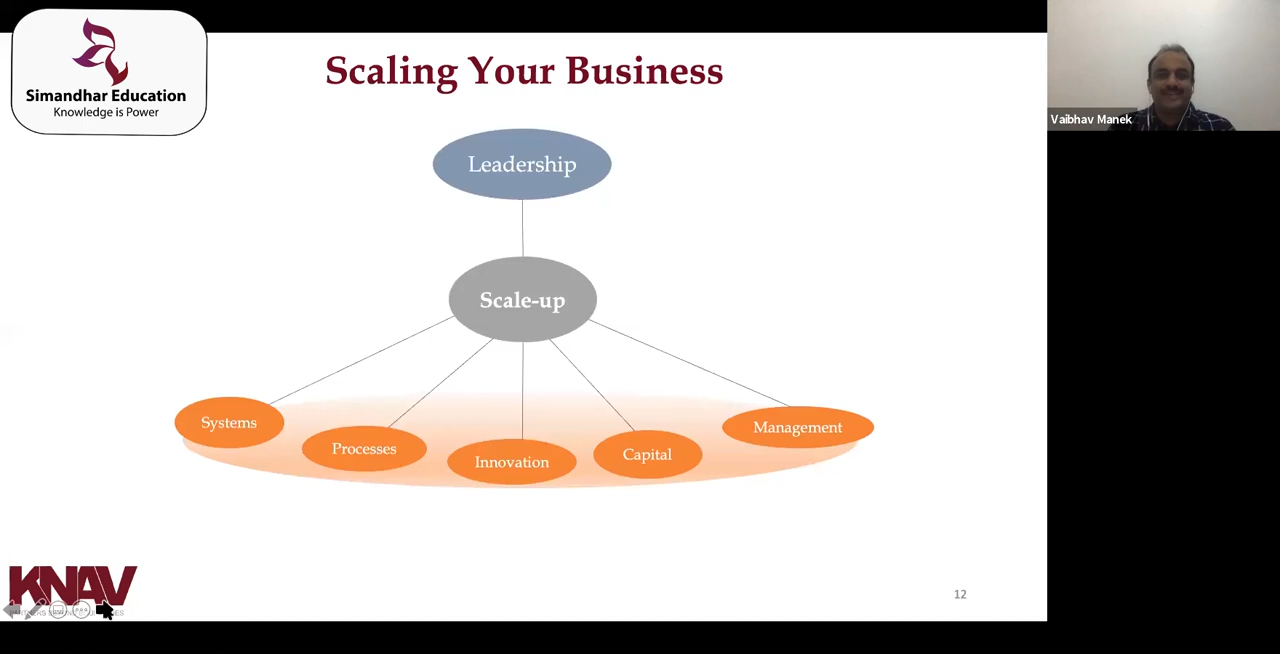 Simandhar Education
Knowledge is Power
Scaling Your Business
Vaibhav Manek
Leadership
Scale-up
Systems
Processes
Innovation
Capital
Management
KNAV
12